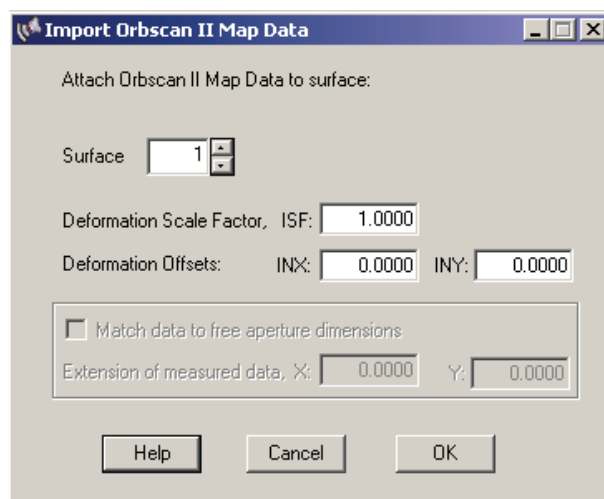 Import Orbscan II Map Data
Attach Orbscan II Map Data to surface:
Surface 1
Deformation Scale Factor, ISF: 1.0000
Deformation Offsets: INX: 0.0000 INY: 0.0000
Match data to free aperture dimensions
Extension of measured data, X: 0.0000 Y: 0.0000
Help Cancel OK